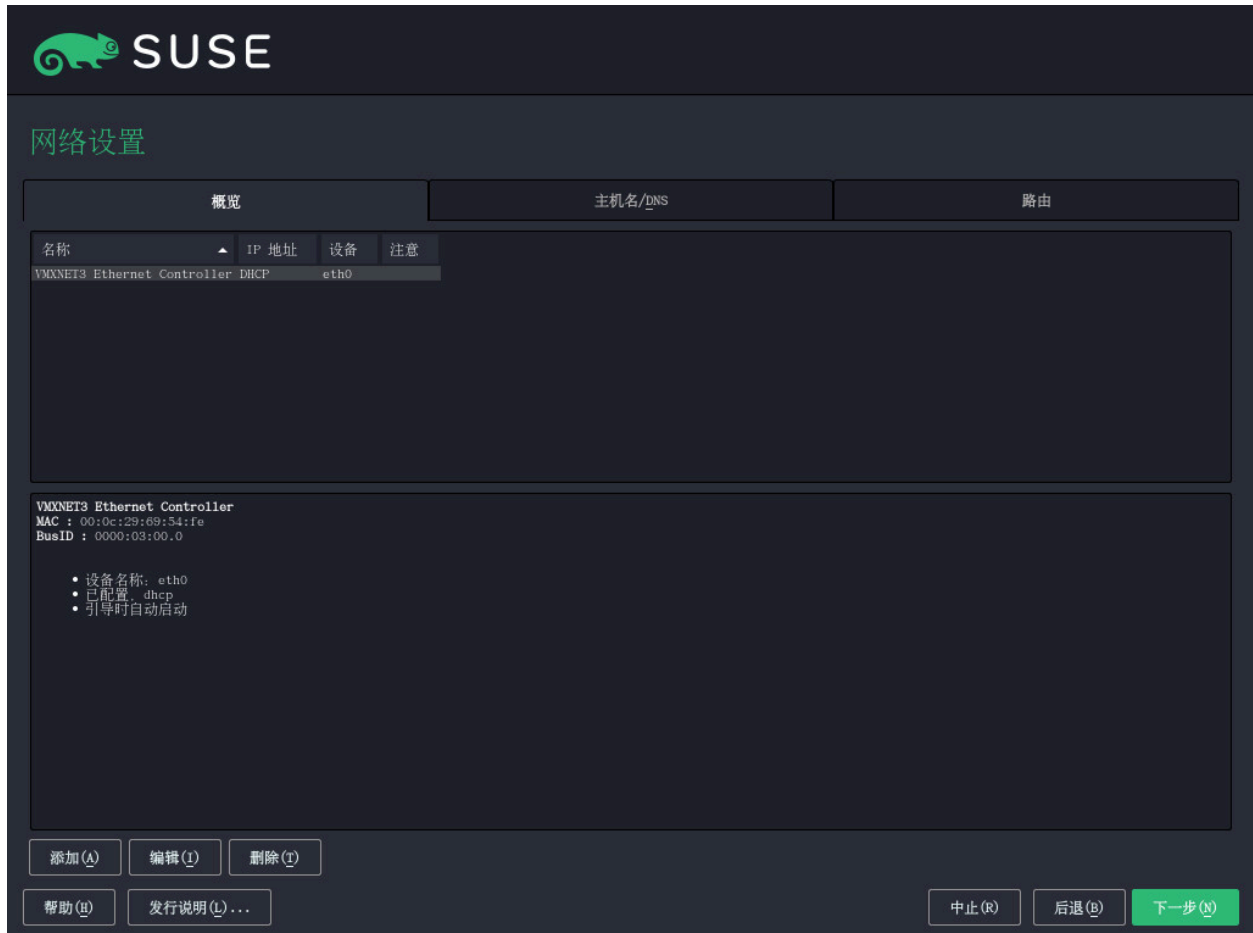 SUSE
网络设置
概览 主机名/DNS 路由
名称 IP 地址 设备 注意
VMXNET3 Ethernet Controller DHCP eth0
VMXNET3 Ethernet Controller
MAC : 00:0c:29:69:54:fe
BusID : 0000:03:00.0
• 设备名称: eth0
• 已配置, dhcp
• 引导时自动启动
添加(A) 编辑(I) 删除(T)
帮助(H) 发行说明(L)... 中止(R) 后退(B) 下一步(N)